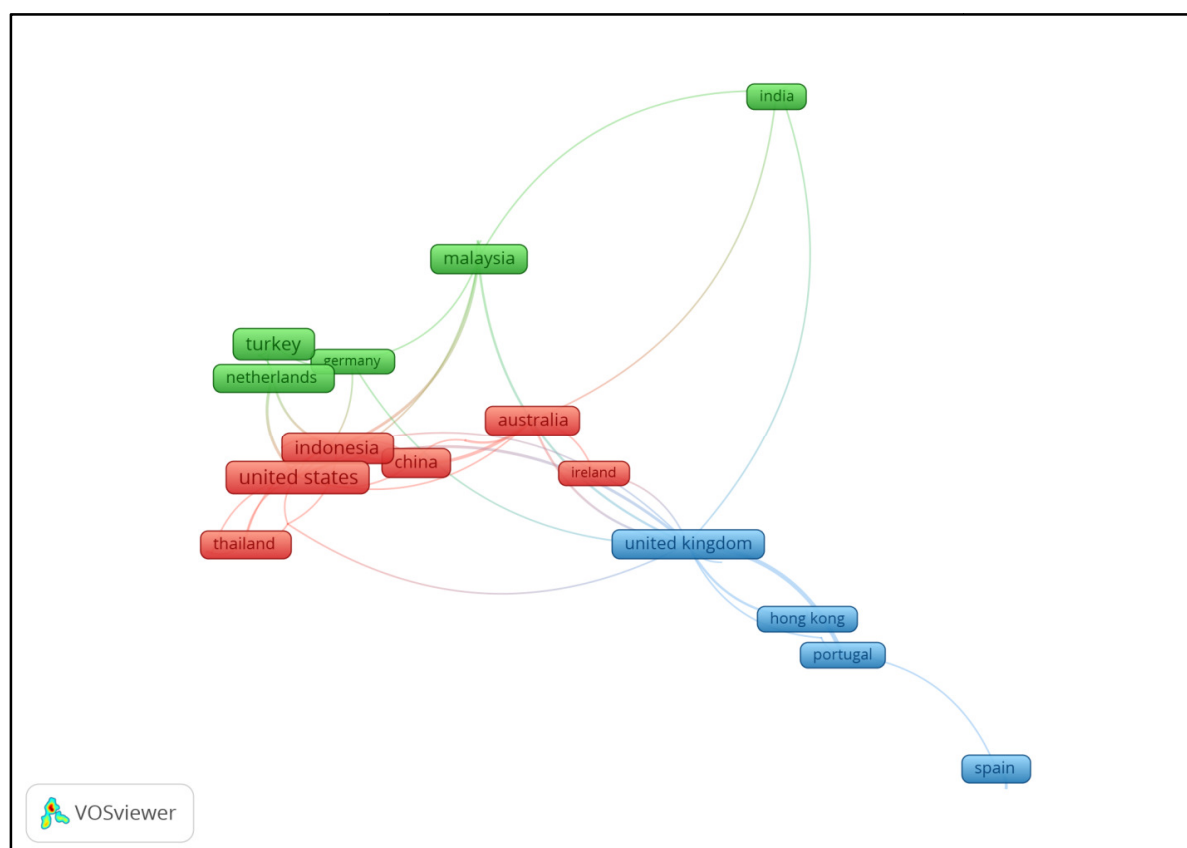 india
malaysia
turkey
germany
netherlands
australia
indonesia
china
ireland
united states
thailand
united kingdom
hong kong
portugal
spain
VOSviewer